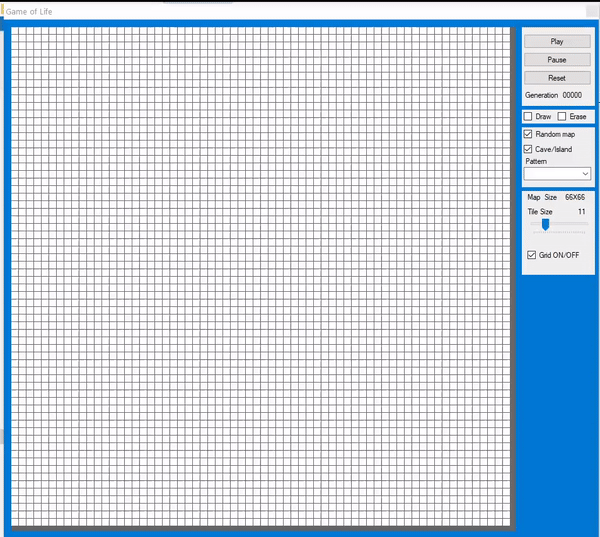 Game of Life
Play
Pause
Reset
Generation 00000
Draw Erase
Random map
Cave/Island
Pattern
Map Size 66X66
Tile Size 11
Grid ON/OFF